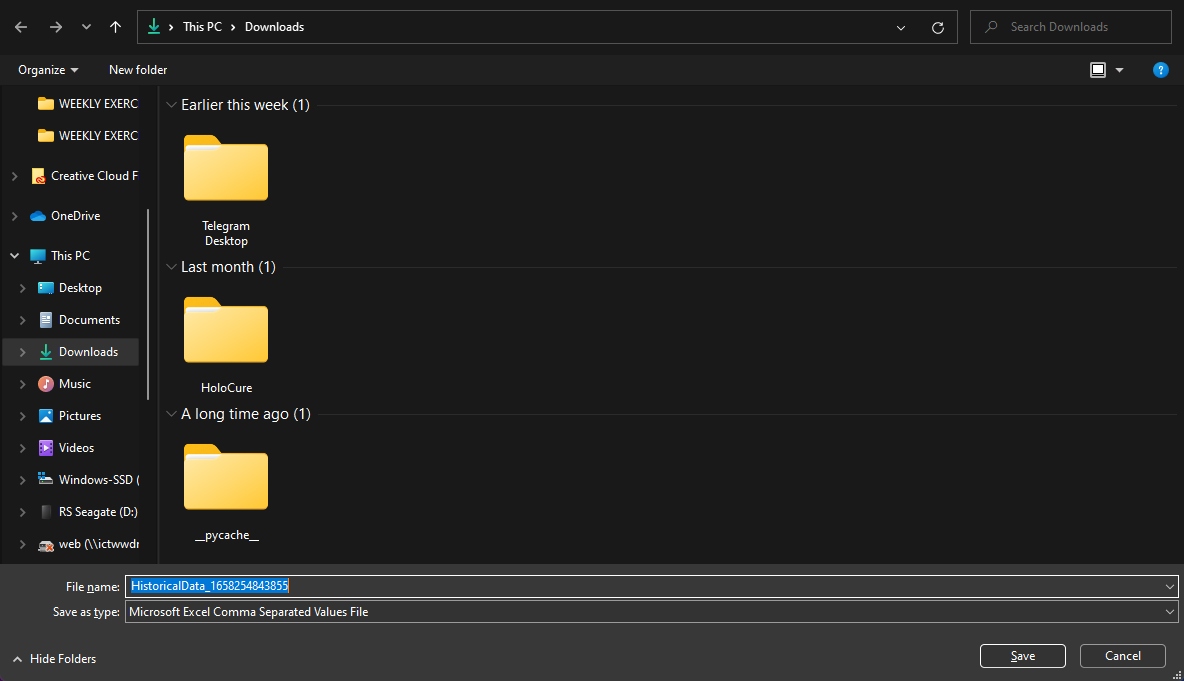 This PC > Downloads
Search Downloads
Organize
New folder
?
WEEKLY EXERC
WEEKLY EXERC
Creative Cloud F
OneDrive
This PC
Desktop
Documents
Downloads
Music
Pictures
Videos
Windows-SSD (
RS Seagate (D:)
web (\\ictwwdr
Earlier this week (1)
Telegram
Desktop
Last month (1)
HoloCure
A long time ago (1)
__pycache__
File name: HistoricalData_1658254843855
Save as type: Microsoft Excel Comma Separated Values File
Hide Folders
Save
Cancel